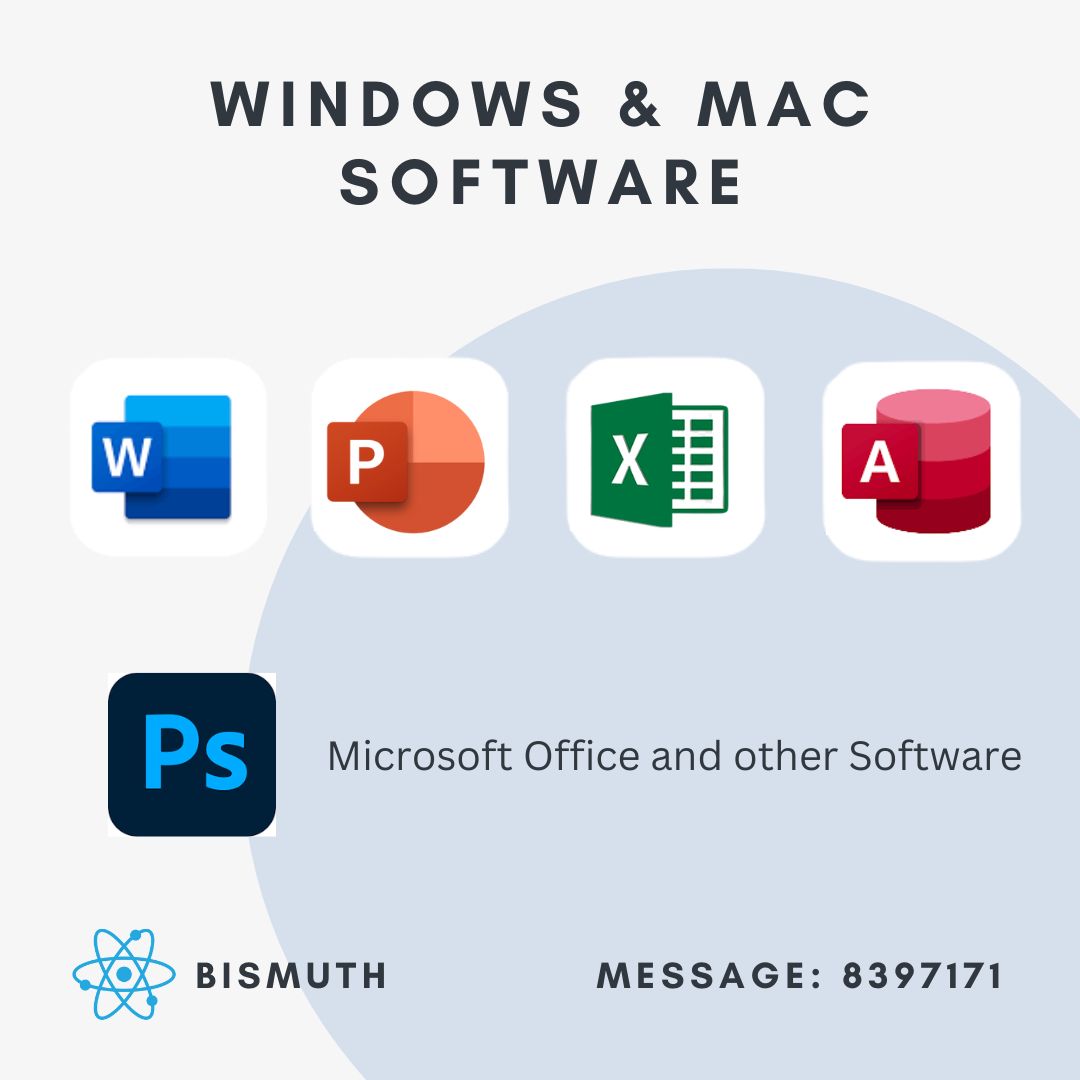 WINDOWS & MAC
SOFTWARE
W
P
X
A
Ps
Microsoft Office and other Software
BISMUTH
MESSAGE: 8397171